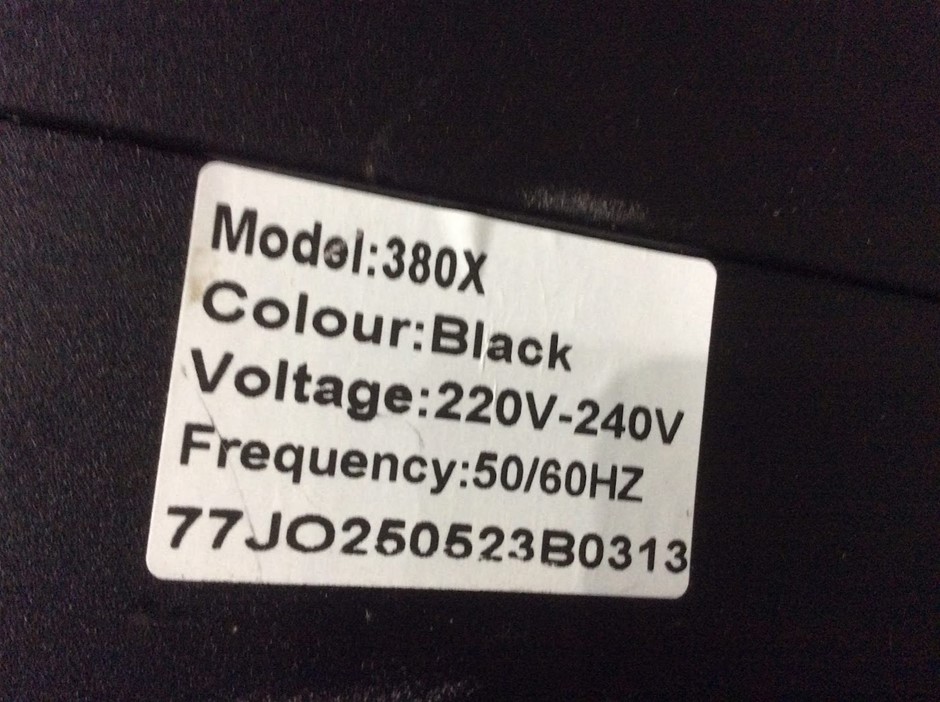 Model:380X
Colour:Black
Voltage:220V-240V
Frequency:50/60HZ
77JO250523B0313